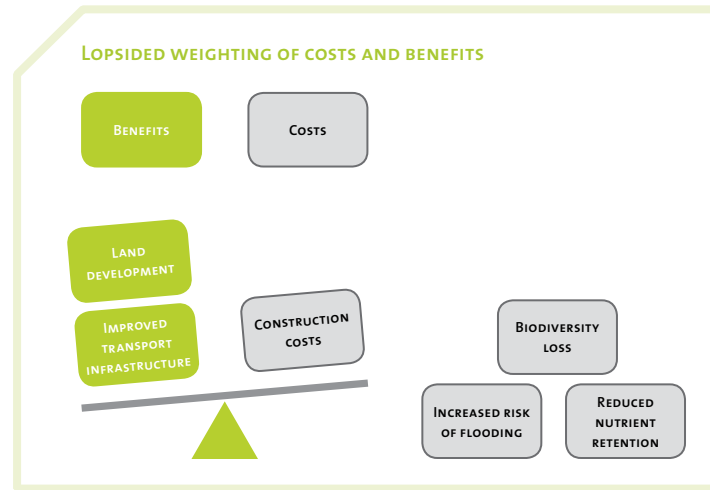 Lopsided weighting of costs and benefits
Benefits
Costs
Land
development
Improved
transport
infrastructure
Construction
costs
Biodiversity
loss
Increased risk
of flooding
Reduced
nutrient
retention